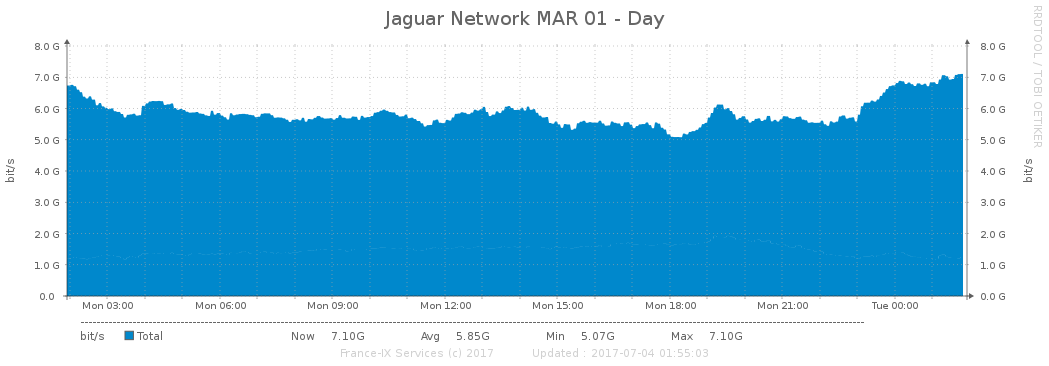 Jaguar Network MAR 01 - Day
RRDTOOL / TOBI OETIKER
8.0 G 8.0 G
7.0 G 7.0 G
6.0 G 6.0 G
5.0 G 5.0 G
4.0 G 4.0 G
3.0 G 3.0 G
2.0 G 2.0 G
1.0 G 1.0 G
0.0 0.0 G
bit/s bit/s
Mon 03:00 Mon 06:00 Mon 09:00 Mon 12:00 Mon 15:00 Mon 18:00 Mon 21:00 Tue 00:00
bit/s Total Now 7.10G Avg 5.85G Min 5.07G Max 7.10G
France-IX Services (c) 2017 Updated : 2017-07-04 01:55:03